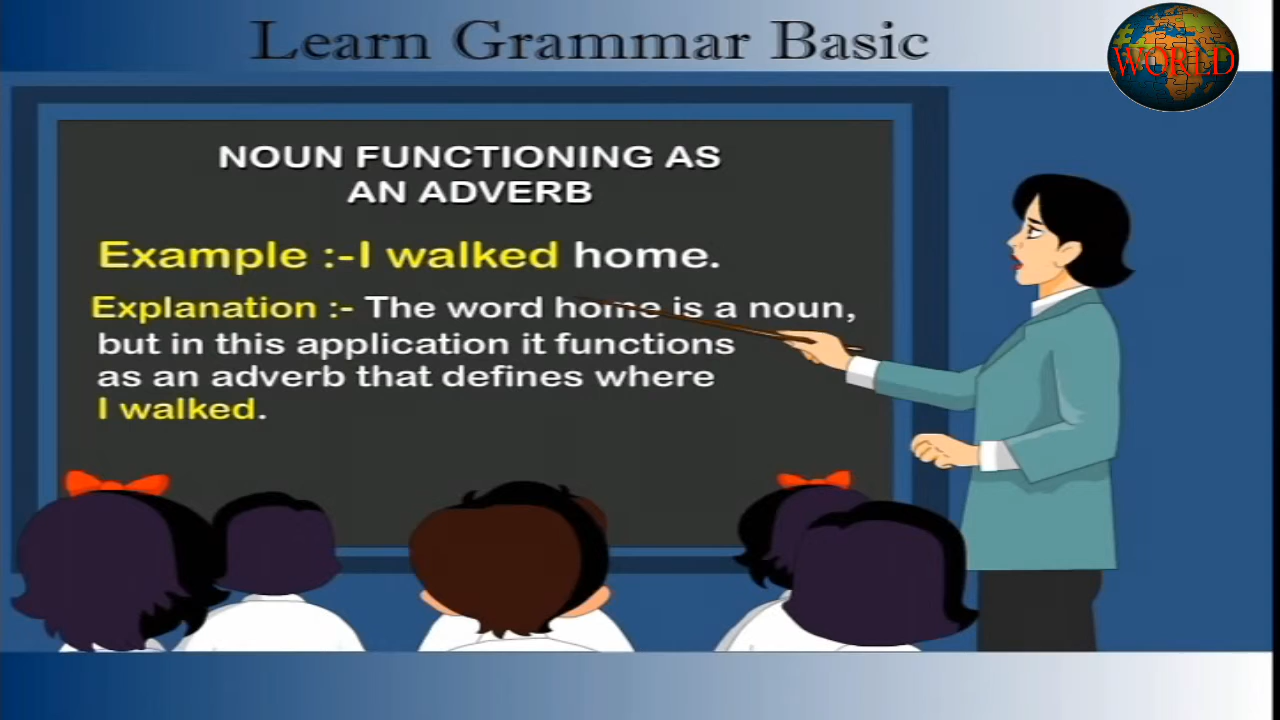 Learn Grammar Basic
WORLD
NOUN FUNCTIONING AS
AN ADVERB
Example :-I walked home.
Explanation :- The word home is a noun,
but in this application it functions
as an adverb that defines where
I walked.